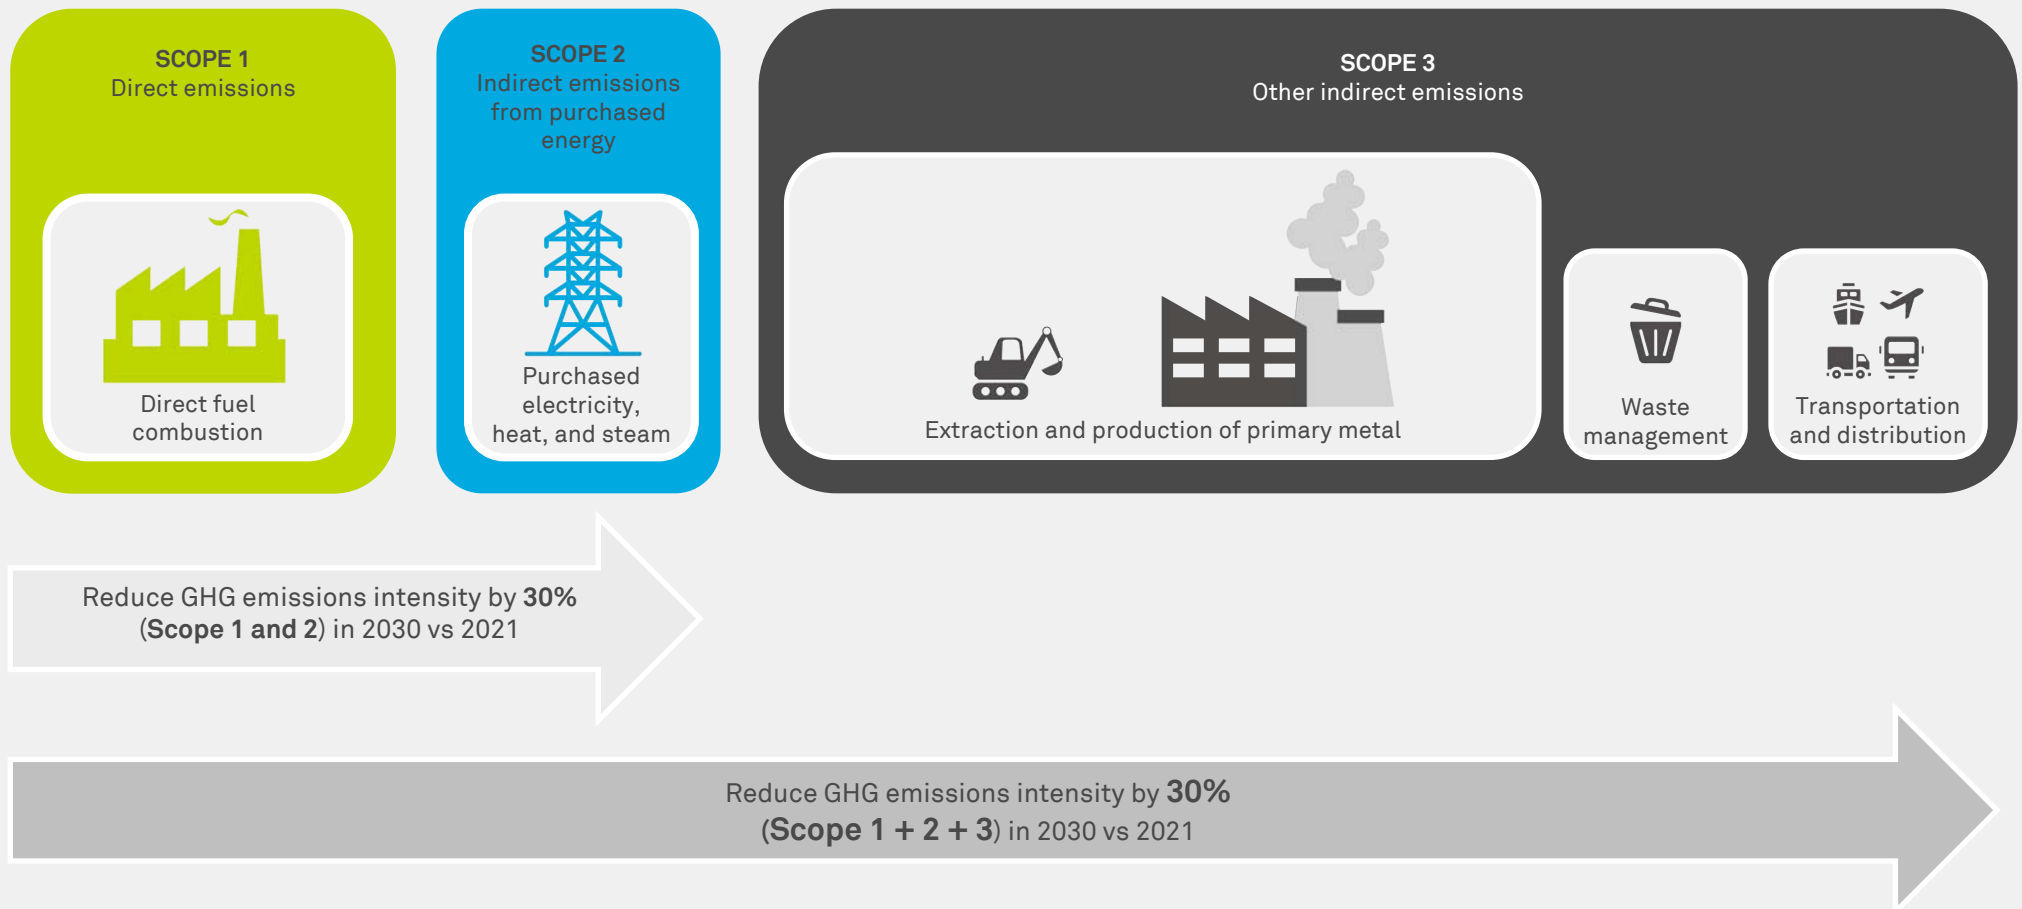 SCOPE 1
Direct emissions
Direct fuel
combustion
SCOPE 2
Indirect emissions
from purchased
energy
Purchased
electricity,
heat, and steam
SCOPE 3
Other indirect emissions
Extraction and production of primary metal
Waste
management
Transportation
and distribution
Reduce GHG emissions intensity by 30%
(Scope 1 and 2) in 2030 vs 2021
Reduce GHG emissions intensity by 30%
(Scope 1 + 2 + 3) in 2030 vs 2021